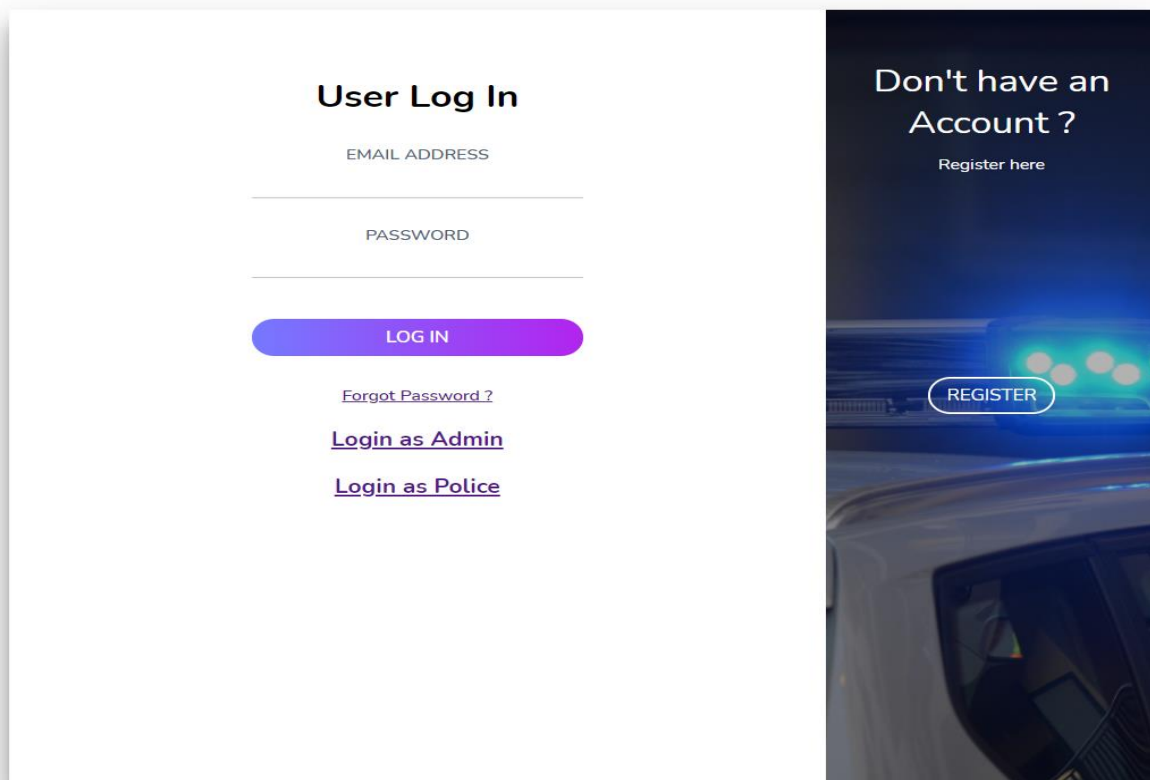 User Log In
EMAIL ADDRESS
PASSWORD
LOG IN
Forgot Password ?
Login as Admin
Login as Police
Don't have an
Account ?
Register here
REGISTER